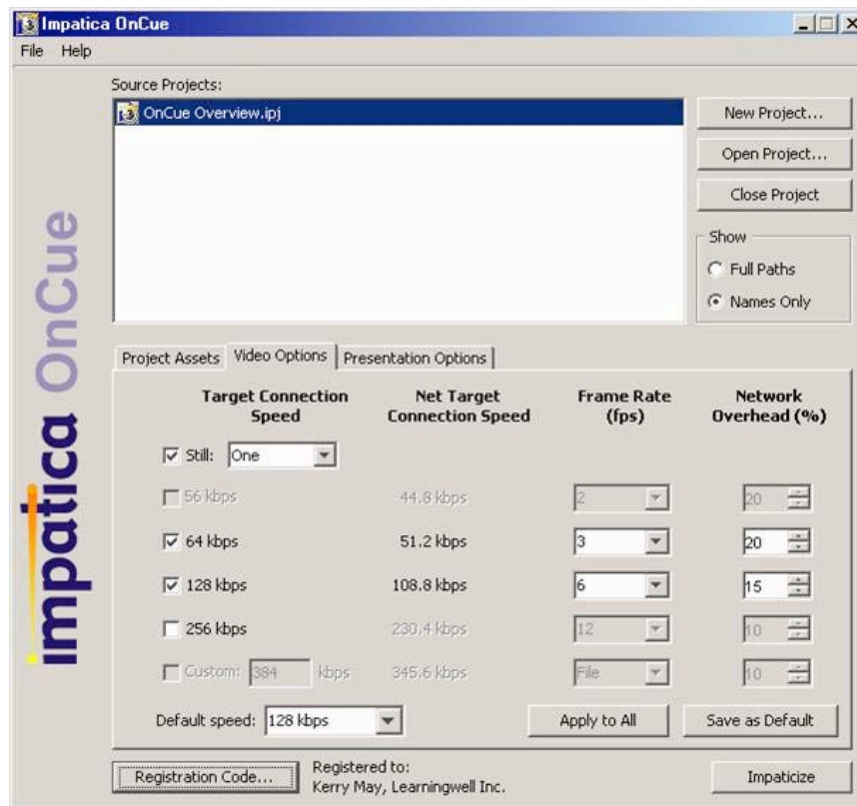 Impatica OnCue
File Help
Source Projects:
OnCue Overview.ipj
New Project...
Open Project...
Close Project
Show
Full Paths
Names Only
impatica OnCue
Project Assets Video Options Presentation Options
Target Connection Speed Net Target Connection Speed Frame Rate (fps) Network Overhead (%)
Still: One
56 kbps 44.8 kbps 2 20
64 kbps 51.2 kbps 3 20
128 kbps 108.8 kbps 6 15
256 kbps 230.4 kbps 12 10
Custom: 384 kbps 345.6 kbps File 10
Default speed: 128 kbps Apply to All Save as Default
Registration Code... Registered to:
Kerry May, Learningwell Inc.
Impaticize